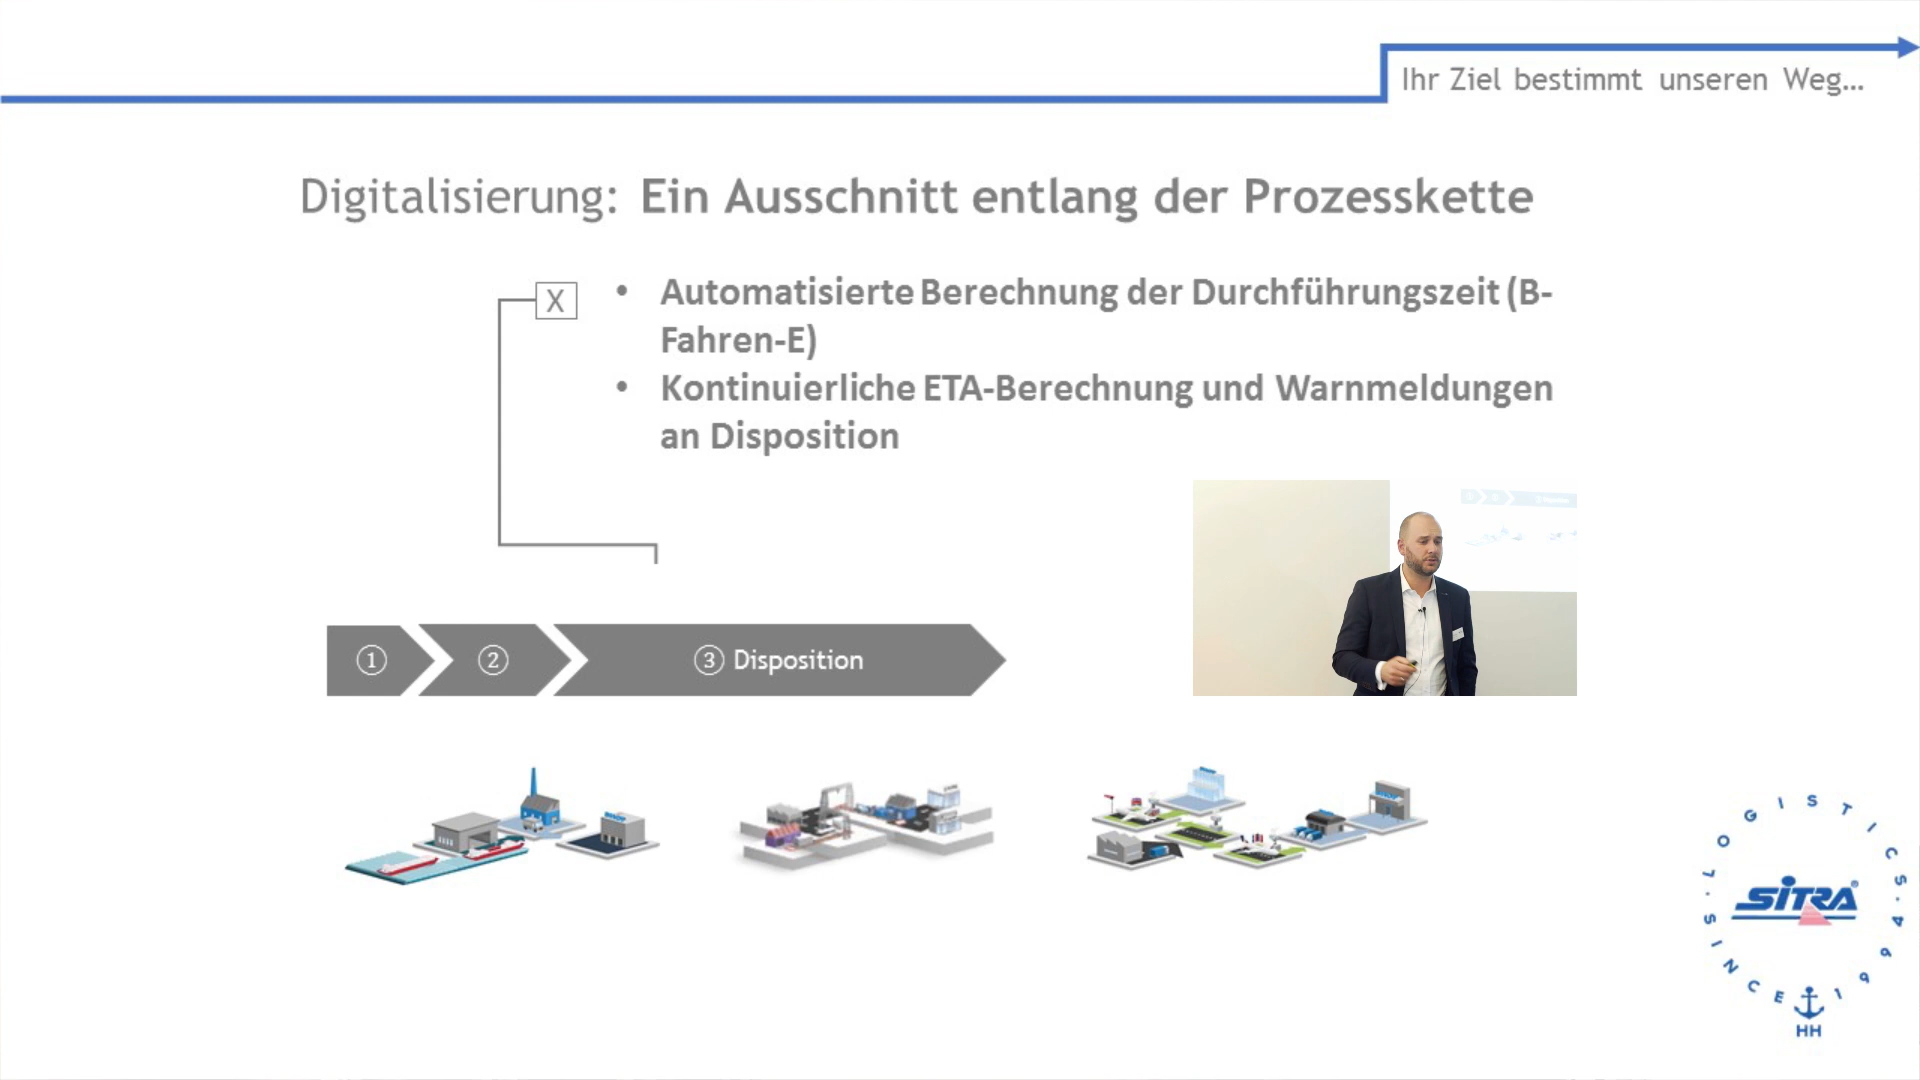 Ihr Ziel bestimmt unseren Weg...
Digitalisierung: Ein Ausschnitt entlang der Prozesskette
X
• Automatisierte Berechnung der Durchführungszeit (B-
Fahren-E)
• Kontinuierliche ETA-Berechnung und Warnmeldungen
an Disposition
① ② ③ Disposition
LOGISTICS · SINCE 1994 ·
SITRA®
HH